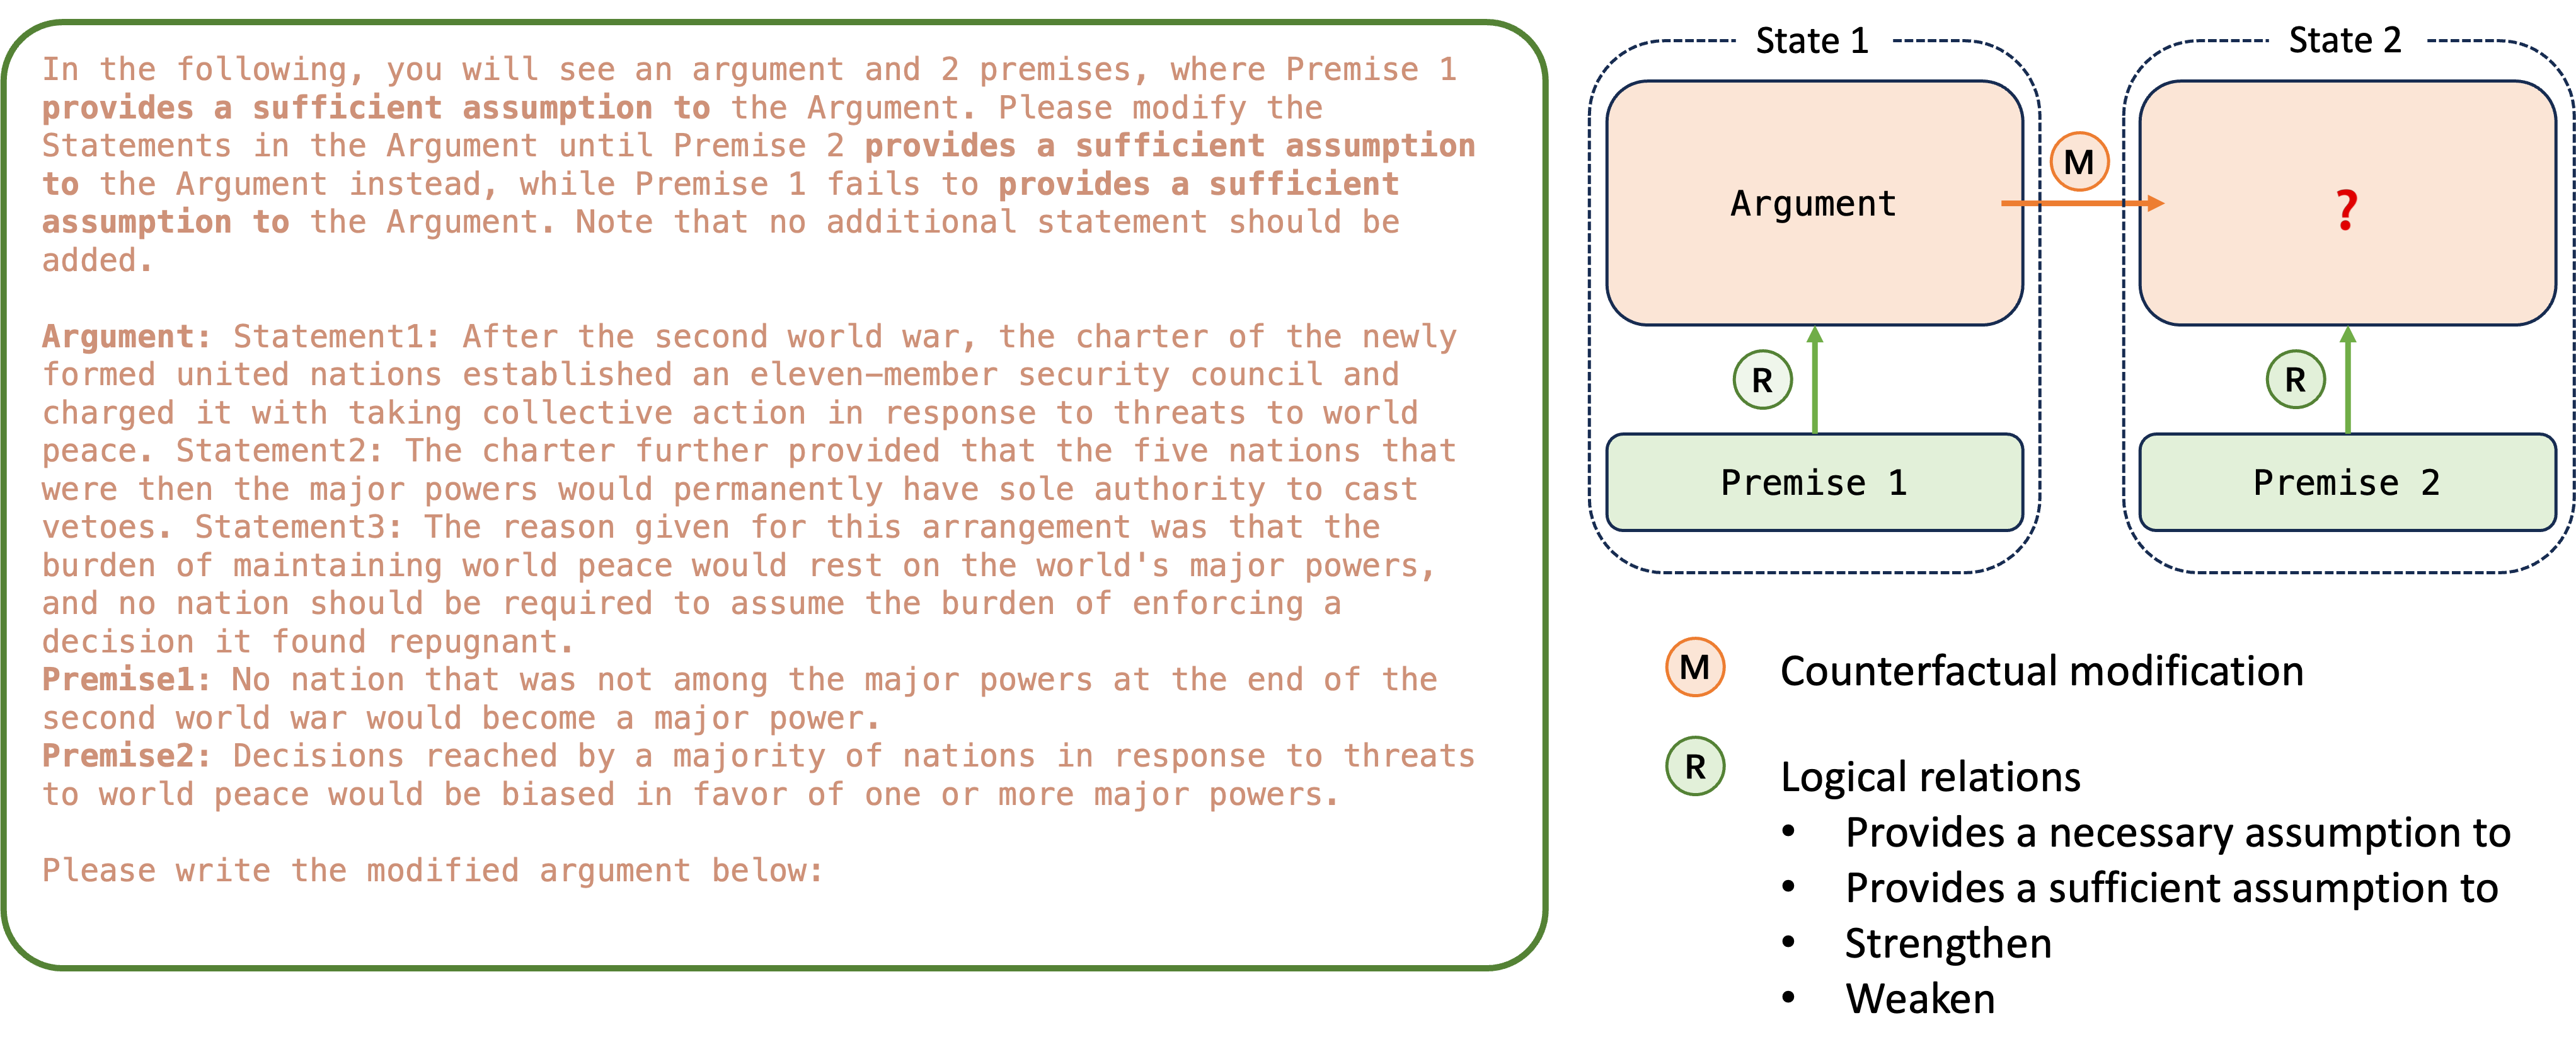 In the following, you will see an argument and 2 premises, where Premise 1
provides a sufficient assumption to the Argument. Please modify the
Statements in the Argument until Premise 2 provides a sufficient assumption
to the Argument instead, while Premise 1 fails to provides a sufficient
assumption to the Argument. Note that no additional statement should be
added.
Argument: Statement1: After the second world war, the charter of the newly
formed united nations established an eleven-member security council and
charged it with taking collective action in response to threats to world
peace. Statement2: The charter further provided that the five nations that
were then the major powers would permanently have sole authority to cast
vetoes. Statement3: The reason given for this arrangement was that the
burden of maintaining world peace would rest on the world's major powers,
and no nation should be required to assume the burden of enforcing a
decision it found repugnant.
Premise1: No nation that was not among the major powers at the end of the
second world war would become a major power.
Premise2: Decisions reached by a majority of nations in response to threats
to world peace would be biased in favor of one or more major powers.
Please write the modified argument below:
State 1
Argument
R
Premise 1
M
State 2
?
R
Premise 2
M Counterfactual modification
R Logical relations
• Provides a necessary assumption to
• Provides a sufficient assumption to
• Strengthen
• Weaken